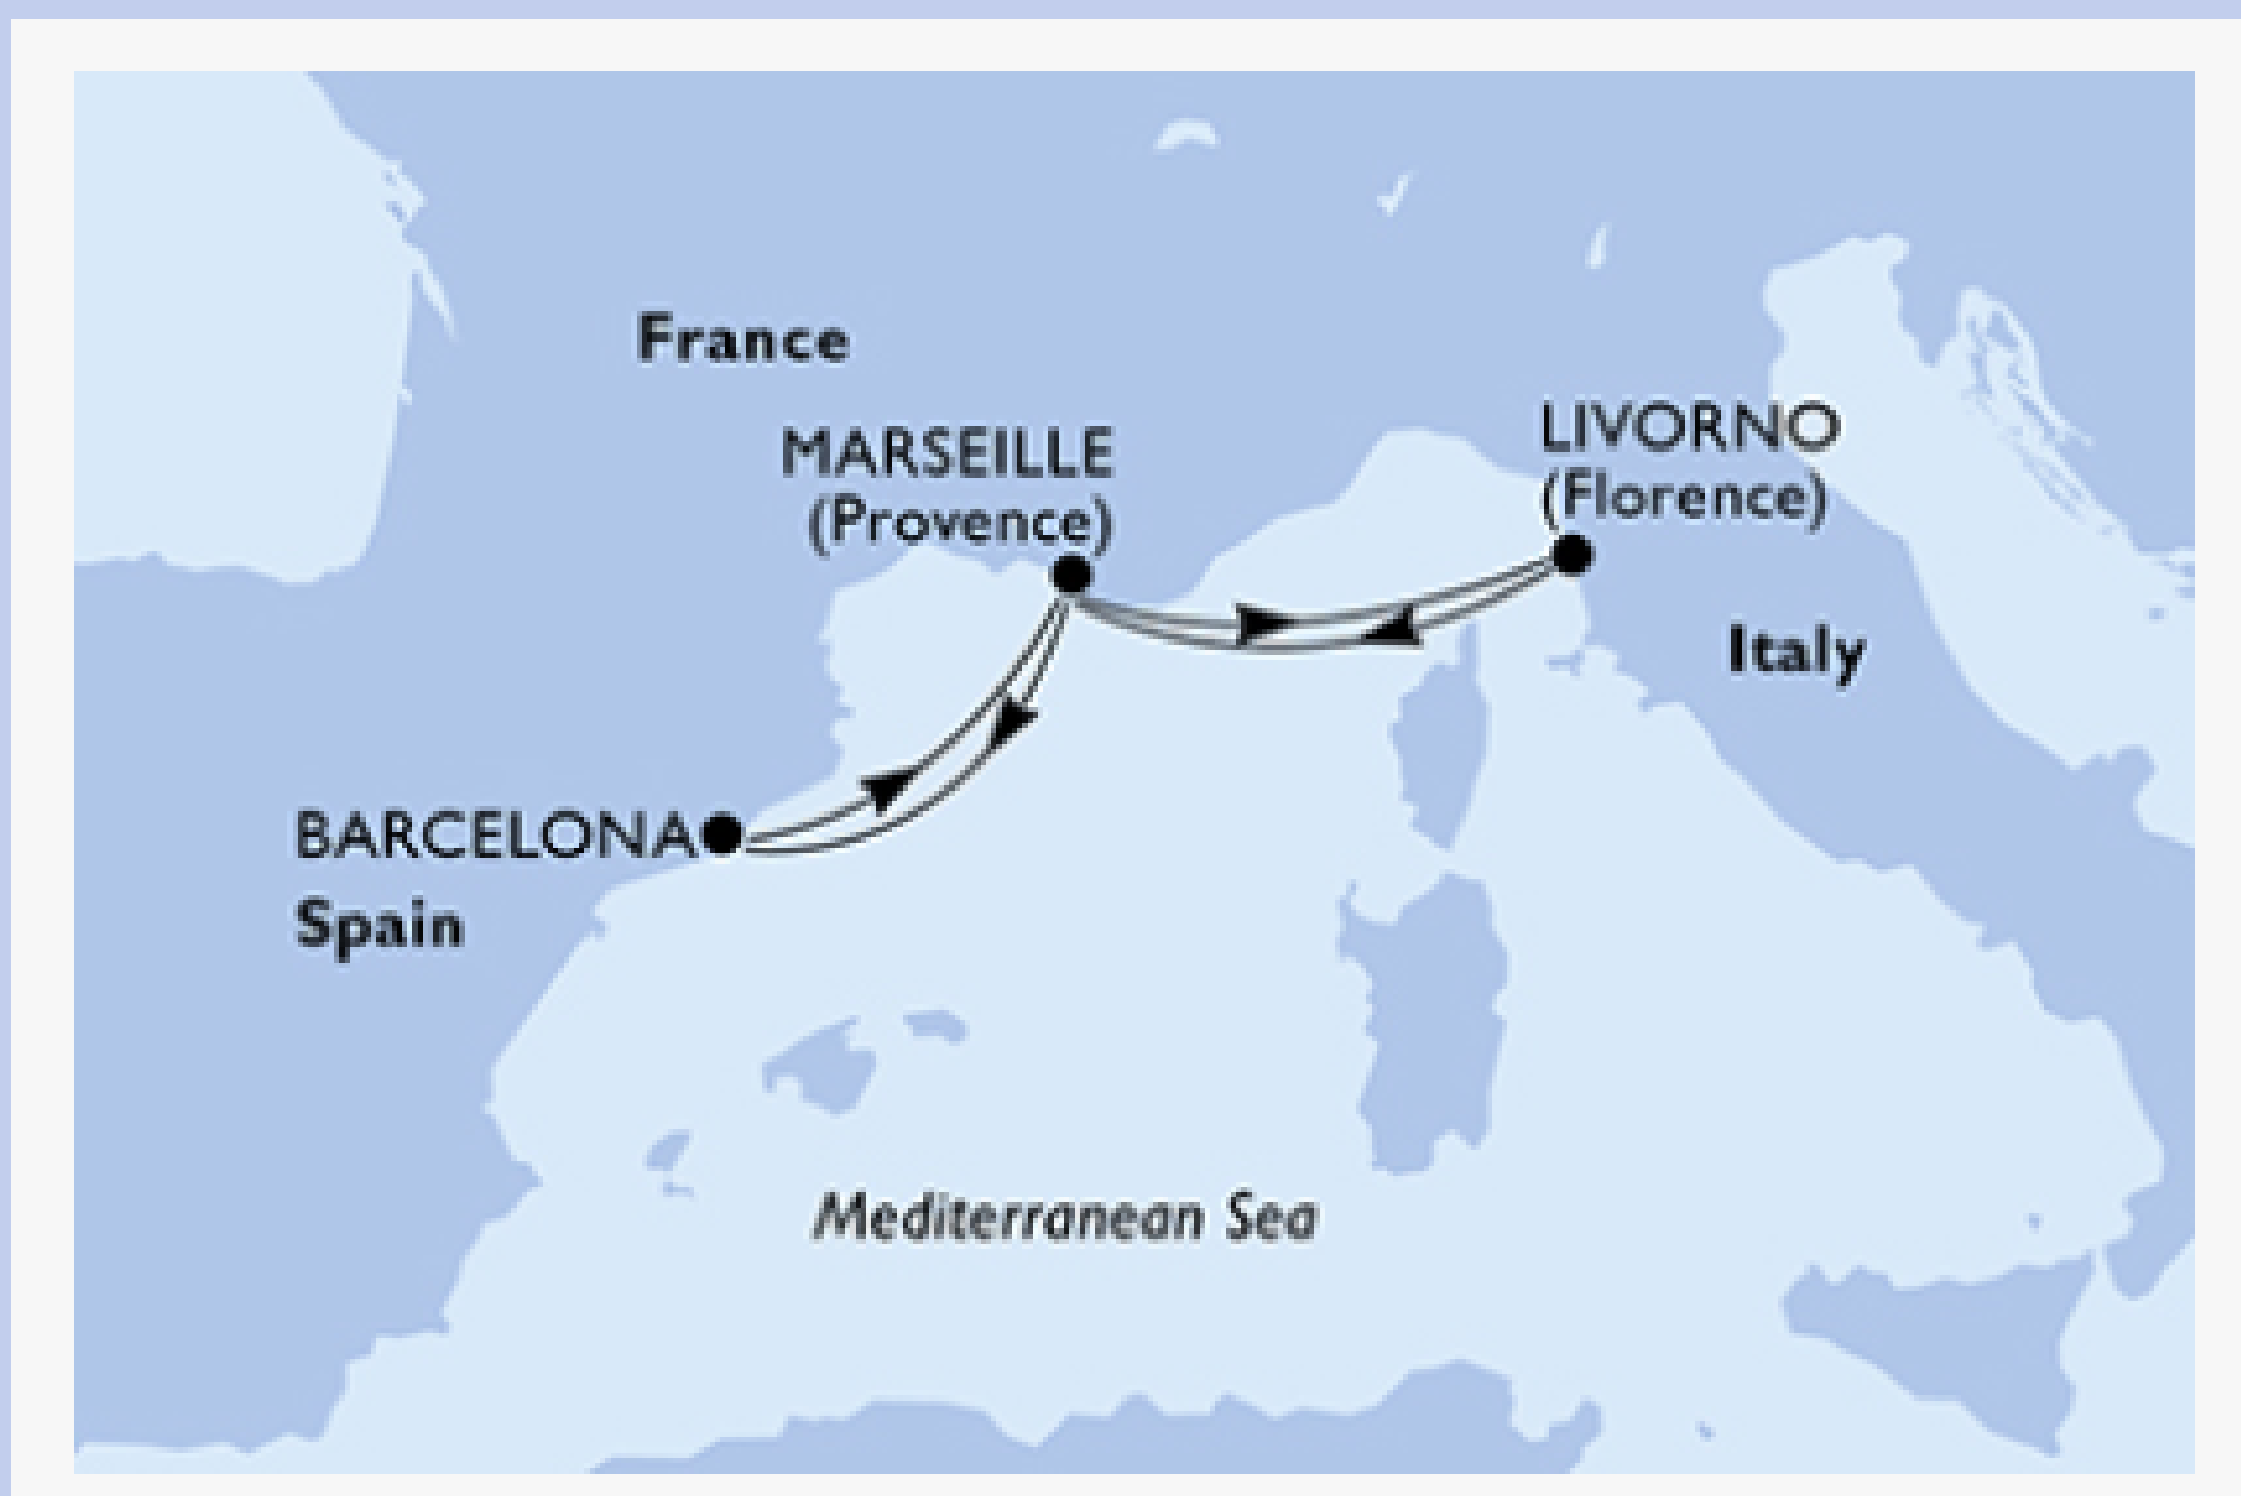 France
MARSEILLE
(Provence)
LIVORNO
(Florence)
Italy
BARCELONA
Spain
Mediterranean Sea